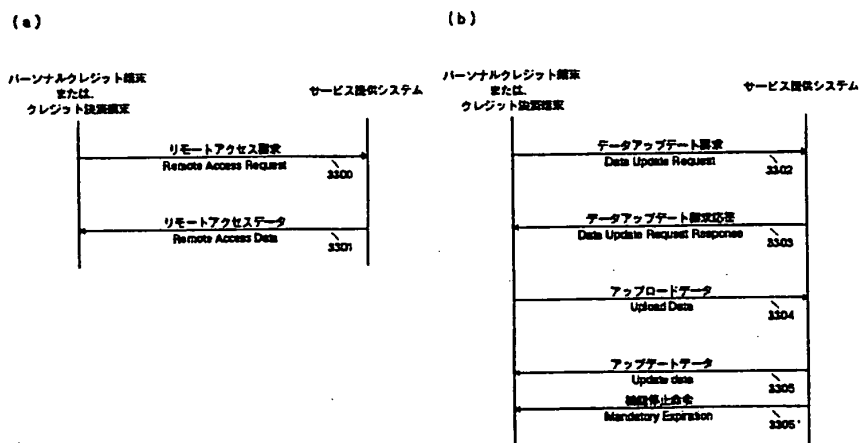 (a)
パーソナルクレジット端末
または、
クレジット決済端末
サービス提供システム
リモートアクセス要求
Remote Access Request
3300
リモートアクセスデータ
Remote Access Data
3301
(b)
パーソナルクレジット端末
または、
クレジット決済端末
サービス提供システム
データアップデート要求
Data Update Request
3302
データアップデート要求応答
Data Update Request Response
3303
アップロードデータ
Upload Data
3304
アップデートデータ
Update data
3305
機能停止命令
Mandatory Expiration
3305'